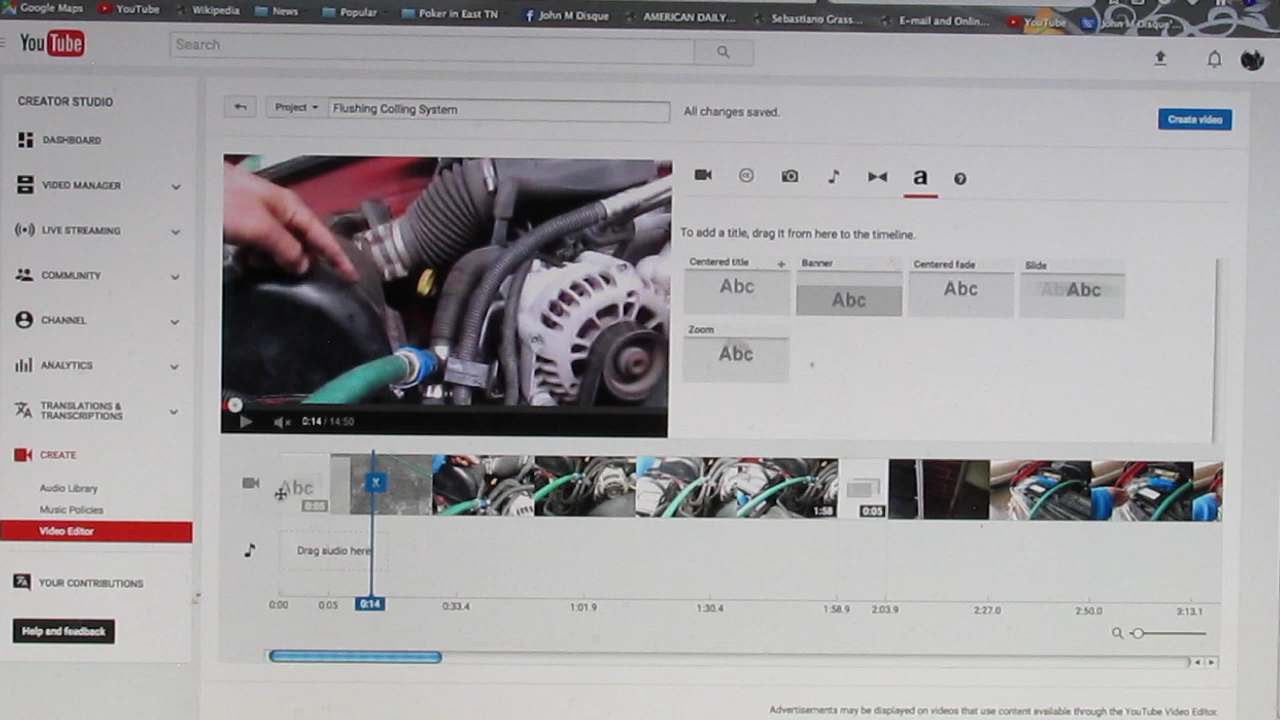 Google Maps YouTube Wikipedia News Popular Poker in East TN John M Disque AMERICAN DAILY... Sebastiano Grass... E-mail and Onlin... YouTube John M Disque'...
YouTube
Search
CREATOR STUDIO
Project
Flushing Colling System
All changes saved.
Create video
DASHBOARD
VIDEO MANAGER
LIVE STREAMING
COMMUNITY
CHANNEL
ANALYTICS
TRANSLATIONS &
TRANSCRIPTIONS
CREATE
Audio Library
Music Policies
Video Editor
YOUR CONTRIBUTIONS
Help and feedback
a
To add a title, drag it from here to the timeline.
Centered title + Banner Centered fade Slide
Abc Abc Abc Abc Abc
Zoom
Abc
0:14 / 14:50
Abc
0:05 1:58 0:05
Drag audio here
0:00 0:05 0:14 0:33.4 1:01.9 1:30.4 1:58.9 2:03.9 2:27.0 2:50.0 3:13.1
Advertisements may be displayed on videos that use content available through the YouTube Video Editor.